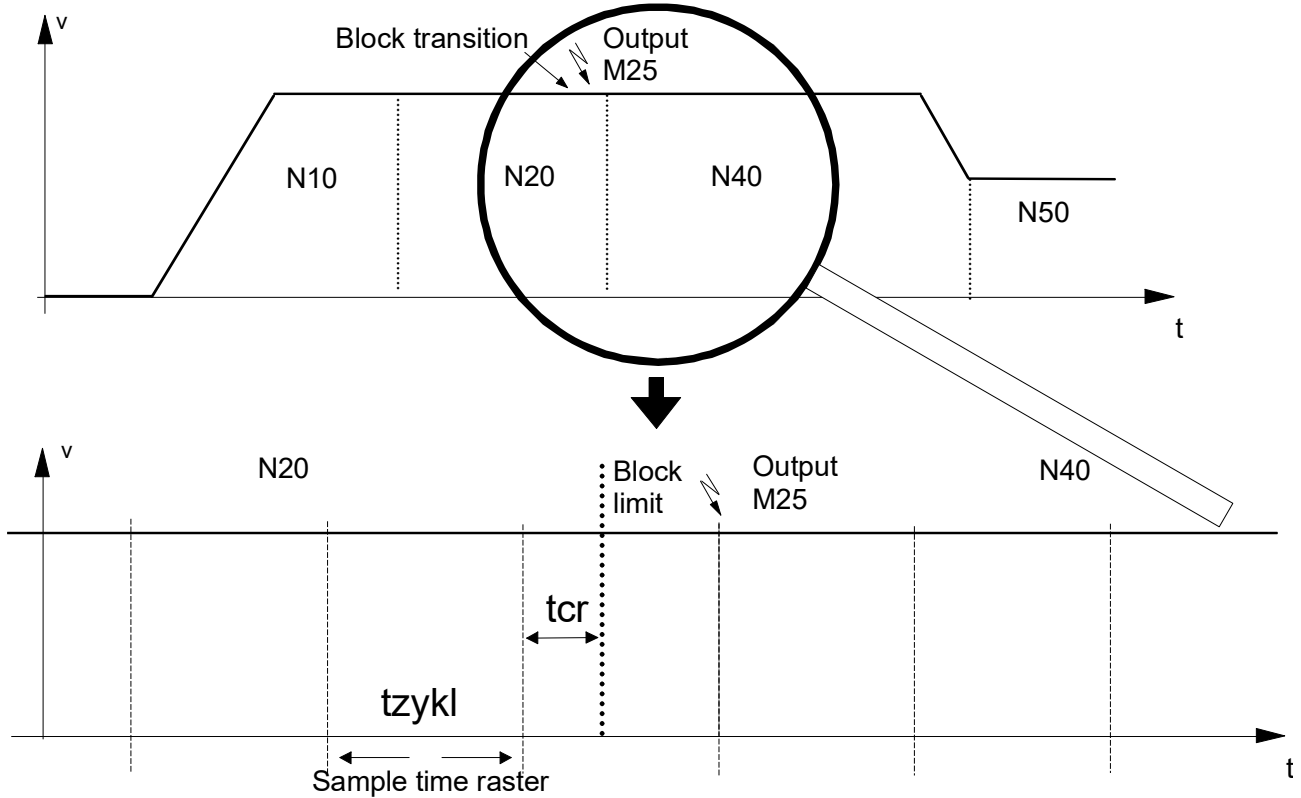 v
Block transition
Output
M25
N10
N20
N40
N50
t
v
N20
Block
limit
Output
M25
N40
tcr
tzykl
Sample time raster
t